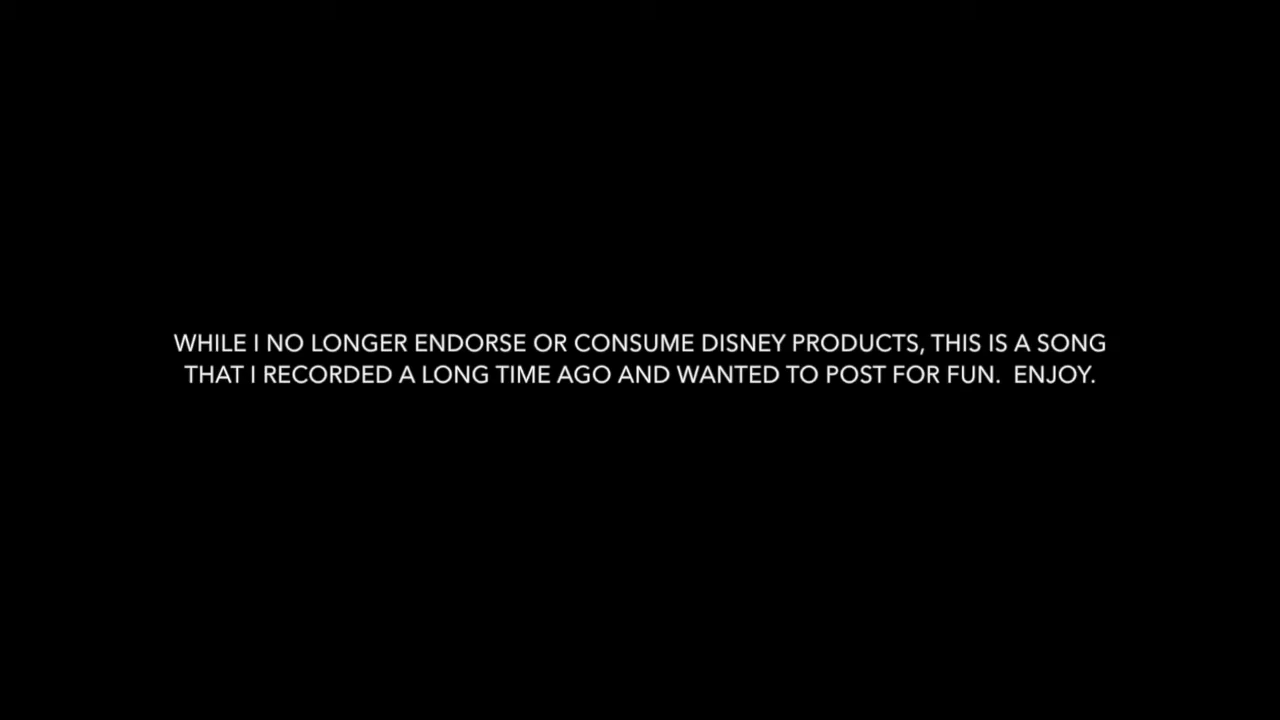 WHILE I NO LONGER ENDORSE OR CONSUME DISNEY PRODUCTS, THIS IS A SONG
THAT I RECORDED A LONG TIME AGO AND WANTED TO POST FOR FUN.  ENJOY.